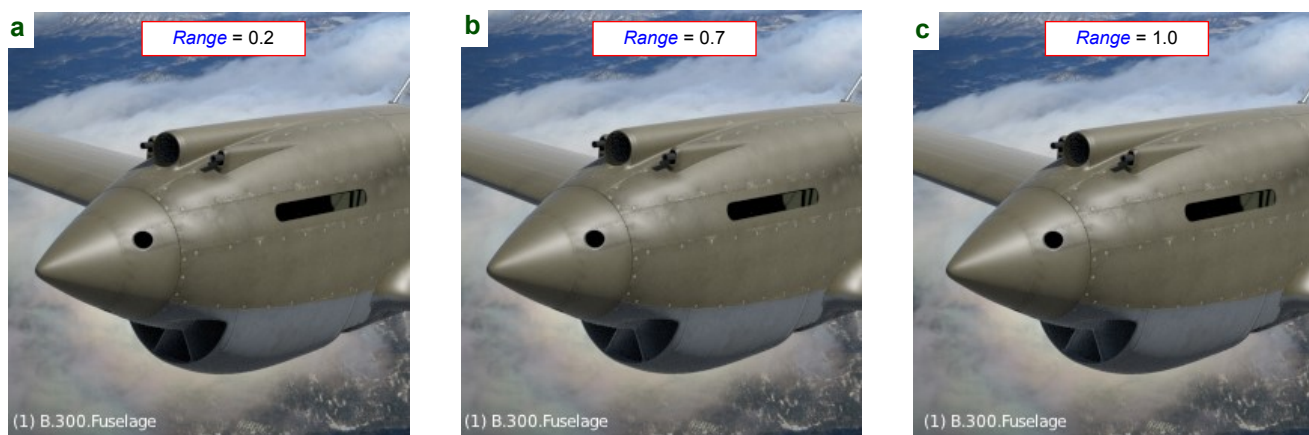 a
Range = 0.2
(1) B.300.Fuselage
b
Range = 0.7
(1) B.300.Fuselage
c
Range = 1.0
(1) B.300.Fuselage